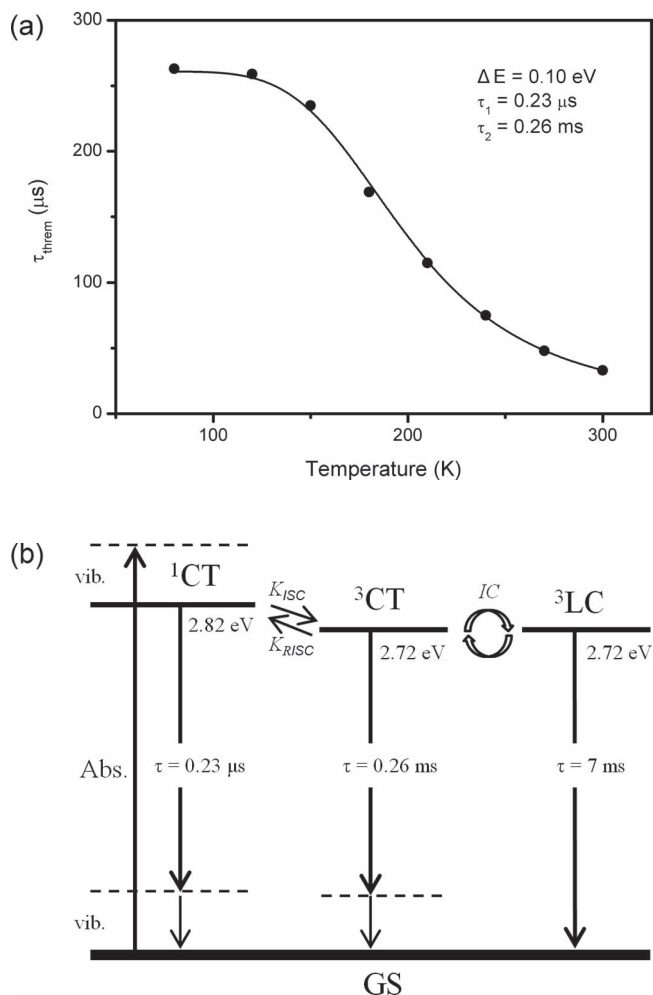 (a)
300
200
100
0
τthrem (μs)
Δ E = 0.10 eV
τ1 = 0.23 μs
τ2 = 0.26 ms
100 200 300
Temperature (K)
(b)
vib.
1CT
KISC
3CT
IC
3LC
2.82 eV
KRISC
2.72 eV
2.72 eV
Abs.
τ = 0.23 μs
τ = 0.26 ms
τ = 7 ms
vib.
GS